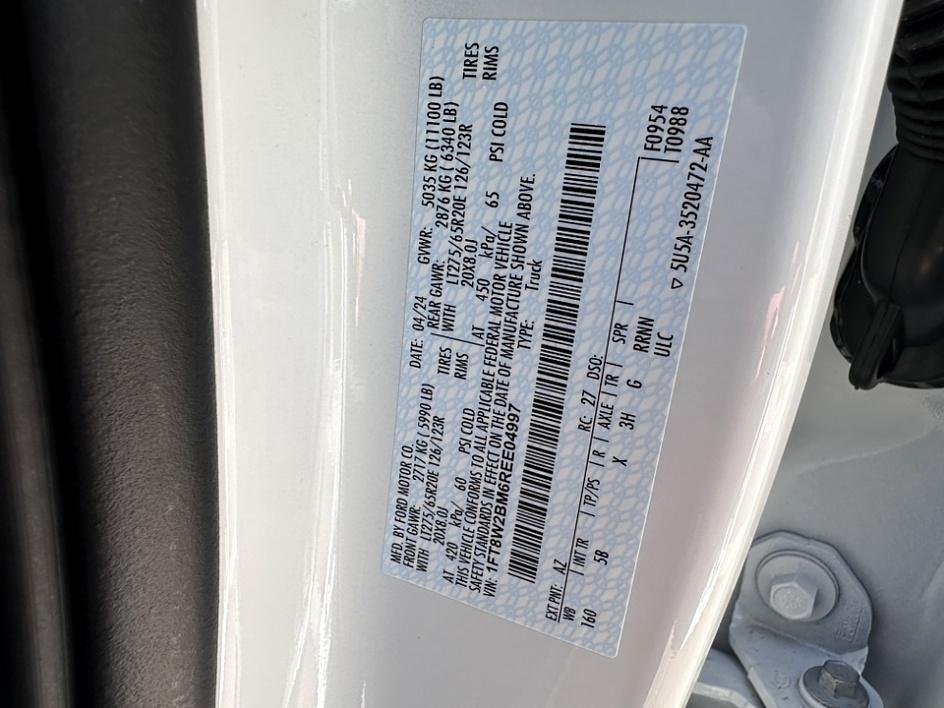 MFD. BY FORD MOTOR CO.
DATE: 04/24 GVWR: 5035 KG (11100 LB)
FRONT GAWR: 2717 KG ( 5990 LB) REAR GAWR: 2876 KG ( 6340 LB)
WITH LT275/65R20E 126/123R TIRES WITH LT275/65R20E 126/123R TIRES
20X8.0J RIMS 20X8.0J RIMS
AT 420 kPa/ 60 PSI COLD AT 450 kPa/ 65 PSI COLD
THIS VEHICLE CONFORMS TO ALL APPLICABLE FEDERAL MOTOR VEHICLE
SAFETY STANDARDS IN EFFECT ON THE DATE OF MANUFACTURE SHOWN ABOVE.
VIN: 1FT8W2BM6REE04997 TYPE: Truck
EXT PNT: AZ RC: 27 DSO:
WB INT TR TP/PS R AXLE TR SPR F0954
160 5B X 3H G RRNN T0988
ULC
5U5A-3520472-AA